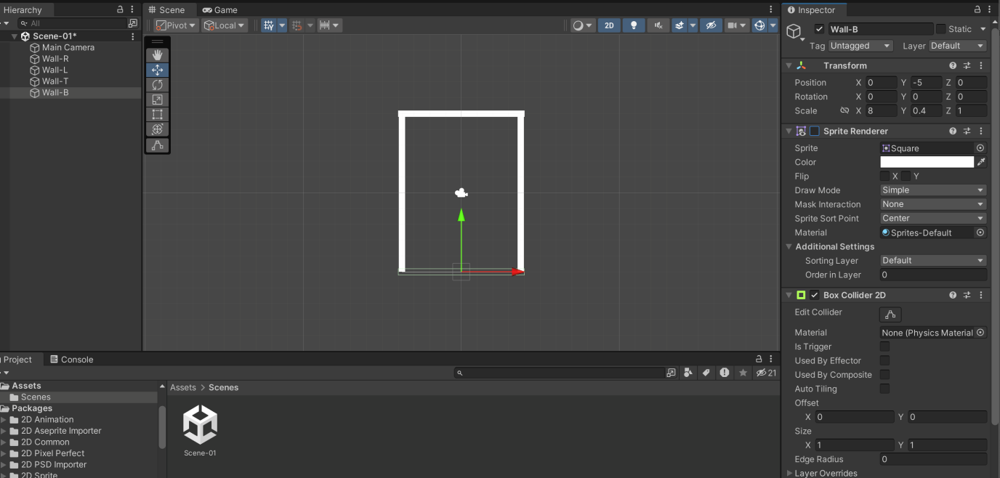 Hierarchy
All
Scene-01*
Main Camera
Wall-R
Wall-L
Wall-T
Wall-B
Scene
Game
Pivot
Local
2D
Project
Console
21
Assets
Scenes
Packages
2D Animation
2D Aseprite Importer
2D Common
2D Pixel Perfect
2D PSD Importer
2D Sprite
Assets > Scenes
Scene-01
Inspector
Wall-B Static
Tag Untagged Layer Default
Transform
Position X 0 Y -5 Z 0
Rotation X 0 Y 0 Z 0
Scale X 8 Y 0.4 Z 1
Sprite Renderer
Sprite Square
Color
Flip X Y
Draw Mode Simple
Mask Interaction None
Sprite Sort Point Center
Material Sprites-Default
Additional Settings
Sorting Layer Default
Order in Layer 0
Box Collider 2D
Edit Collider
Material None (Physics Material
Is Trigger
Used By Effector
Used By Composite
Auto Tiling
Offset
X 0 Y 0
Size
X 1 Y 1
Edge Radius 0
Layer Overrides